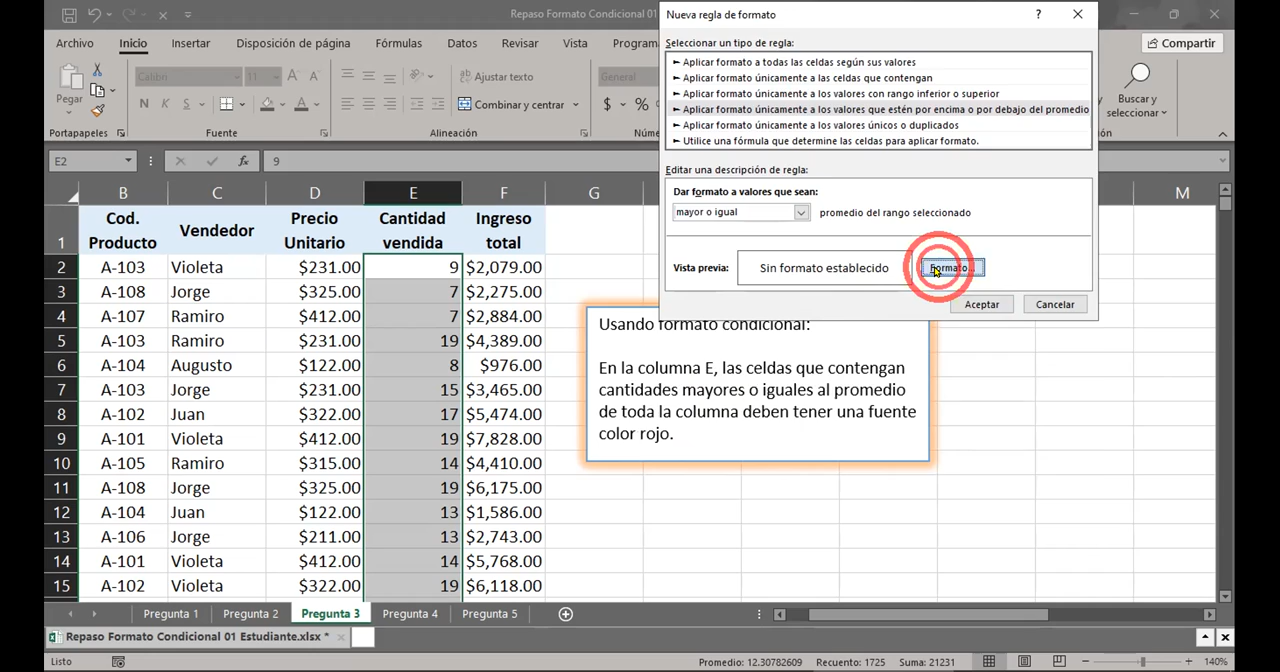 Repaso Formato Condicional 01
Nueva regla de formato
?
Archivo Inicio Insertar Disposición de página Fórmulas Datos Revisar Vista Program
Compartir
Pegar
Calibri 11
N K S
Ajustar texto
Combinar y centrar
General
$ %
Buscar y
seleccionar
Portapapeles Fuente Alineación Núme
ión
Seleccionar un tipo de regla:
► Aplicar formato a todas las celdas según sus valores
► Aplicar formato únicamente a las celdas que contengan
► Aplicar formato únicamente a los valores con rango inferior o superior
► Aplicar formato únicamente a los valores que estén por encima o por debajo del promedio
► Aplicar formato únicamente a los valores únicos o duplicados
► Utilice una fórmula que determine las celdas para aplicar formato.
Editar una descripción de regla:
Dar formato a valores que sean:
mayor o igual promedio del rango seleccionado
Vista previa: Sin formato establecido Formato...
Aceptar Cancelar
E2 fx 9
B C D E F G M
1 Cod. Producto Vendedor Precio Unitario Cantidad vendida Ingreso total
2 A-103 Violeta $231.00 9 $2,079.00
3 A-108 Jorge $325.00 7 $2,275.00
4 A-107 Ramiro $412.00 7 $2,884.00
5 A-103 Ramiro $231.00 19 $4,389.00
6 A-104 Augusto $122.00 8 $976.00
7 A-103 Jorge $231.00 15 $3,465.00
8 A-102 Juan $322.00 17 $5,474.00
9 A-101 Violeta $412.00 19 $7,828.00
10 A-105 Ramiro $315.00 14 $4,410.00
11 A-108 Jorge $325.00 19 $6,175.00
12 A-104 Juan $122.00 13 $1,586.00
13 A-106 Jorge $211.00 13 $2,743.00
14 A-101 Violeta $412.00 14 $5,768.00
15 A-102 Violeta $322.00 19 $6,118.00
Usando formato condicional:
En la columna E, las celdas que contengan
cantidades mayores o iguales al promedio
de toda la columna deben tener una fuente
color rojo.
Pregunta 1 Pregunta 2 Pregunta 3 Pregunta 4 Pregunta 5
Repaso Formato Condicional 01 Estudiante.xlsx *
Listo
Promedio: 12.30782609 Recuento: 1725 Suma: 21231
140%